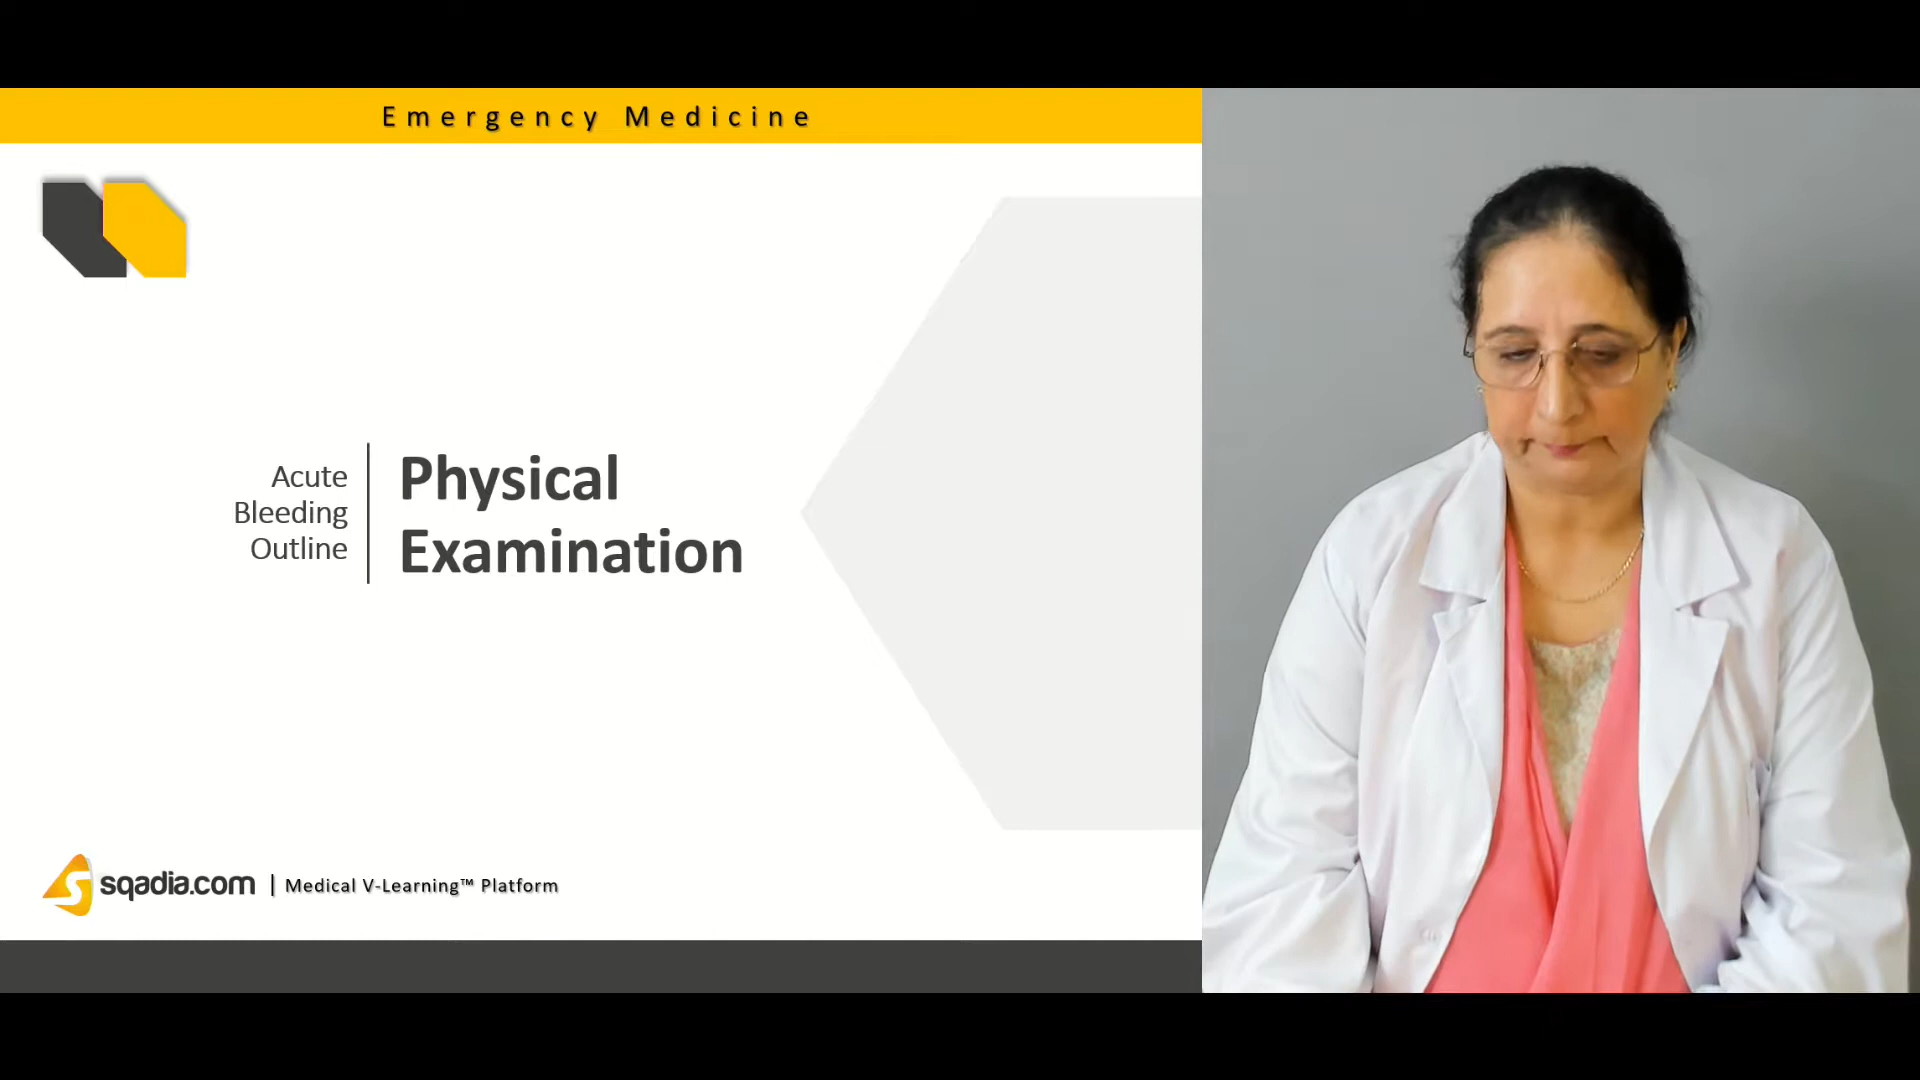 Emergency Medicine
Acute
Bleeding
Outline
Physical
Examination
sqadia.com | Medical V-Learning™ Platform